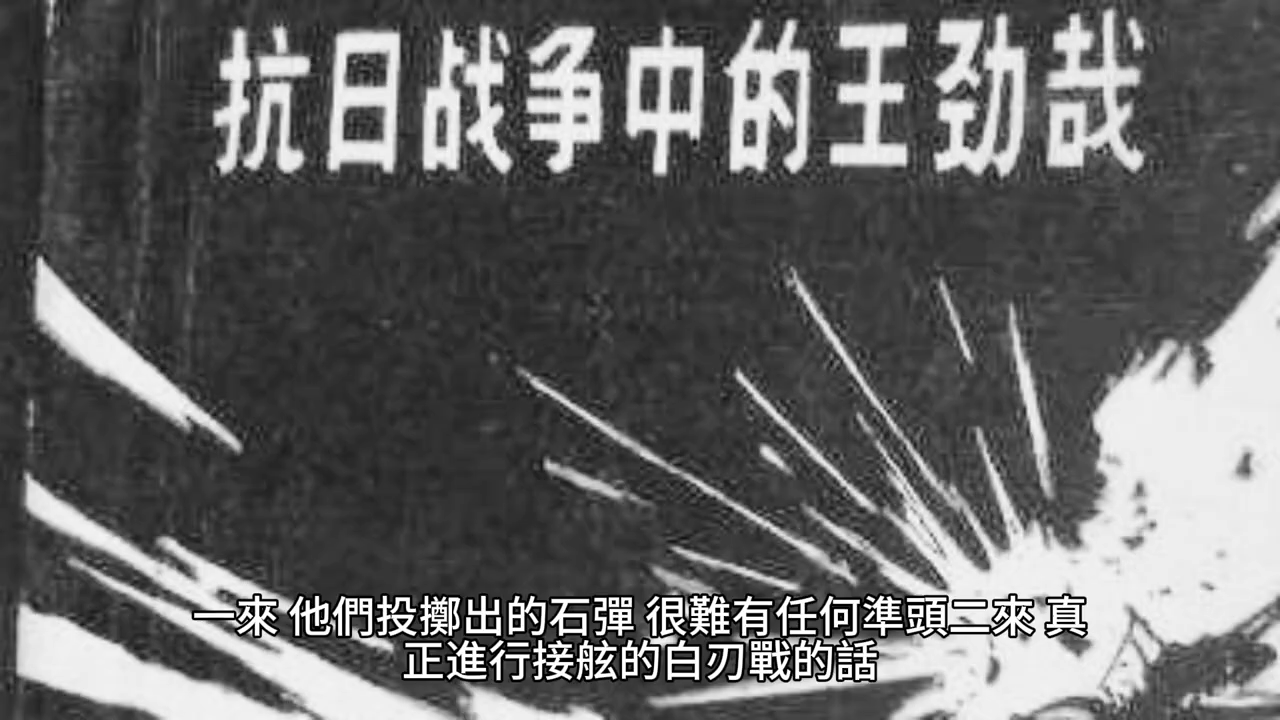 抗日战争中的王劲哉
一來 他們投擲出的石彈 很難有任何準頭二來 真
正進行接舷的白刃戰的話